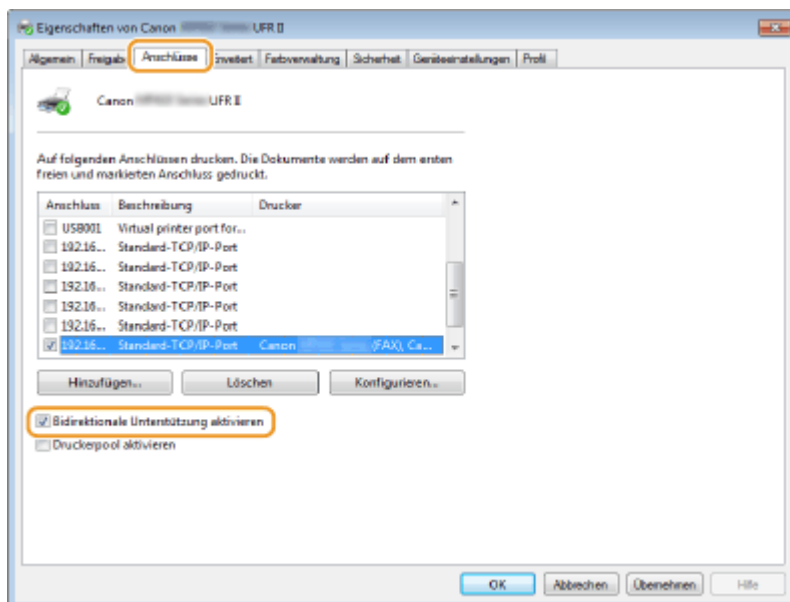 Eigenschaften von Canon UFR II
Allgemein Freigabe Anschlüsse Erweitert Farbverwaltung Sicherheit Geräteeinstellungen Profil
Canon UFR II
Auf folgenden Anschlüssen drucken. Die Dokumente werden auf dem ersten
freien und markierten Anschluss gedruckt.
Anschluss Beschreibung Drucker
USB001 Virtual printer port for...
192.16... Standard-TCP/IP-Port
192.16... Standard-TCP/IP-Port
192.16... Standard-TCP/IP-Port
192.16... Standard-TCP/IP-Port
192.16... Standard-TCP/IP-Port
192.16... Standard-TCP/IP-Port Canon (FAX), Ca...
Hinzufügen... Löschen Konfigurieren...
Bidirektionale Unterstützung aktivieren
Druckerpool aktivieren
OK Abbrechen Übernehmen Hilfe